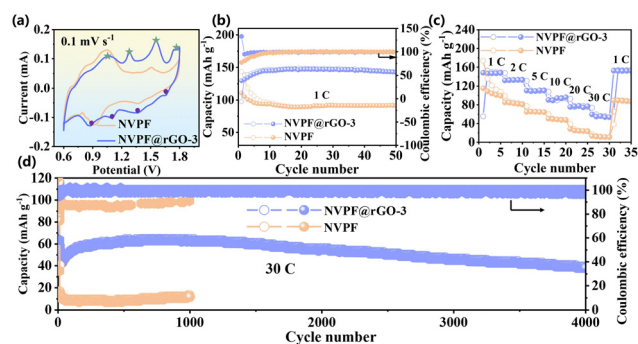 (a)
0.1 mV s⁻¹
NVPF
NVPF@rGO-3
Current (mA)
0.2
0.1
0.0
-0.1
-0.2
0.6 0.9 1.2 1.5 1.8
Potential (V)
(b)
1 C
NVPF@rGO-3
NVPF
Capacity (mAh g⁻¹)
200
150
100
50
0 10 20 30 40 50
Cycle number
100
50
0
-50
-100
Coulombic efficiency (%)
(c)
NVPF@rGO-3
NVPF
1 C 2 C 5 C 10 C 20 C 30 C 1 C
Capacity (mAh g⁻¹)
240
200
160
120
80
40
0
0 5 10 15 20 25 30 35
Cycle number
(d)
NVPF@rGO-3
NVPF
30 C
Capacity (mAh g⁻¹)
120
100
80
60
40
20
0
0 1000 2000 3000 4000
Cycle number
100
80
60
40
20
0
Coulombic efficiency (%)